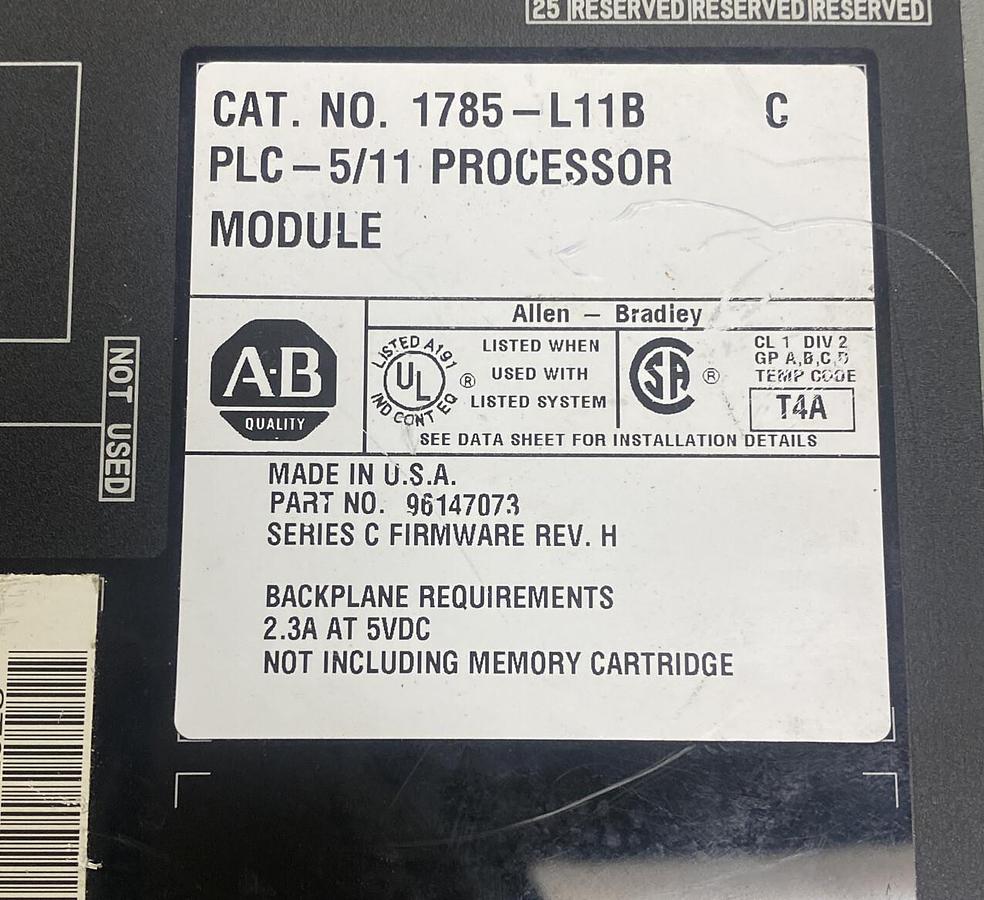 25 RESERVED RESERVED RESERVED
CAT. NO. 1785-L11B C
PLC-5/11 PROCESSOR
MODULE
Allen - Bradley
A·B
QUALITY
LISTED A191
UL
IND CONT EQ
®
LISTED WHEN
USED WITH
LISTED SYSTEM
SA
®
CL 1 DIV 2
GP A,B,C,D
TEMP CODE
T4A
SEE DATA SHEET FOR INSTALLATION DETAILS
NOT USED
MADE IN U.S.A.
PART NO. 96147073
SERIES C FIRMWARE REV. H
BACKPLANE REQUIREMENTS
2.3A AT 5VDC
NOT INCLUDING MEMORY CARTRIDGE